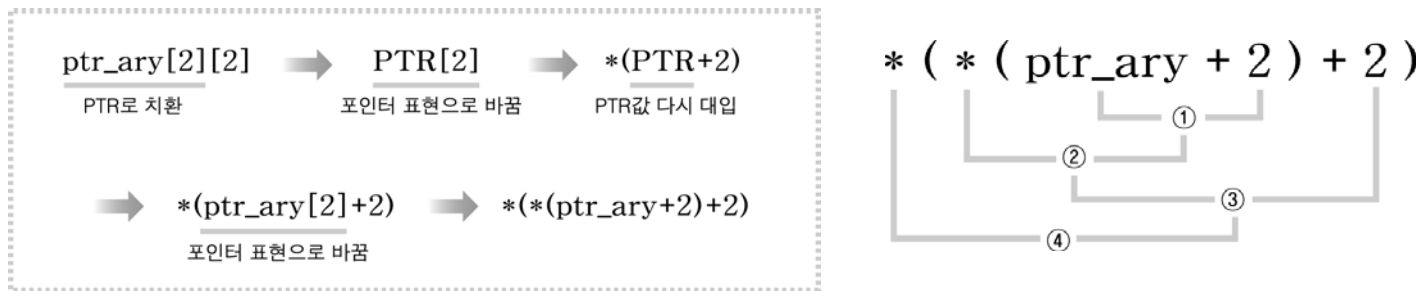 ptr_ary[2][2] PTR[2] *(PTR+2)
PTR로 치환 포인터 표현으로 바꿈 PTR값 다시 대입
*(ptr_ary[2]+2) *(*(ptr_ary+2)+2)
포인터 표현으로 바꿈
* ( * ( ptr_ary + 2 ) + 2 )
①
②
③
④